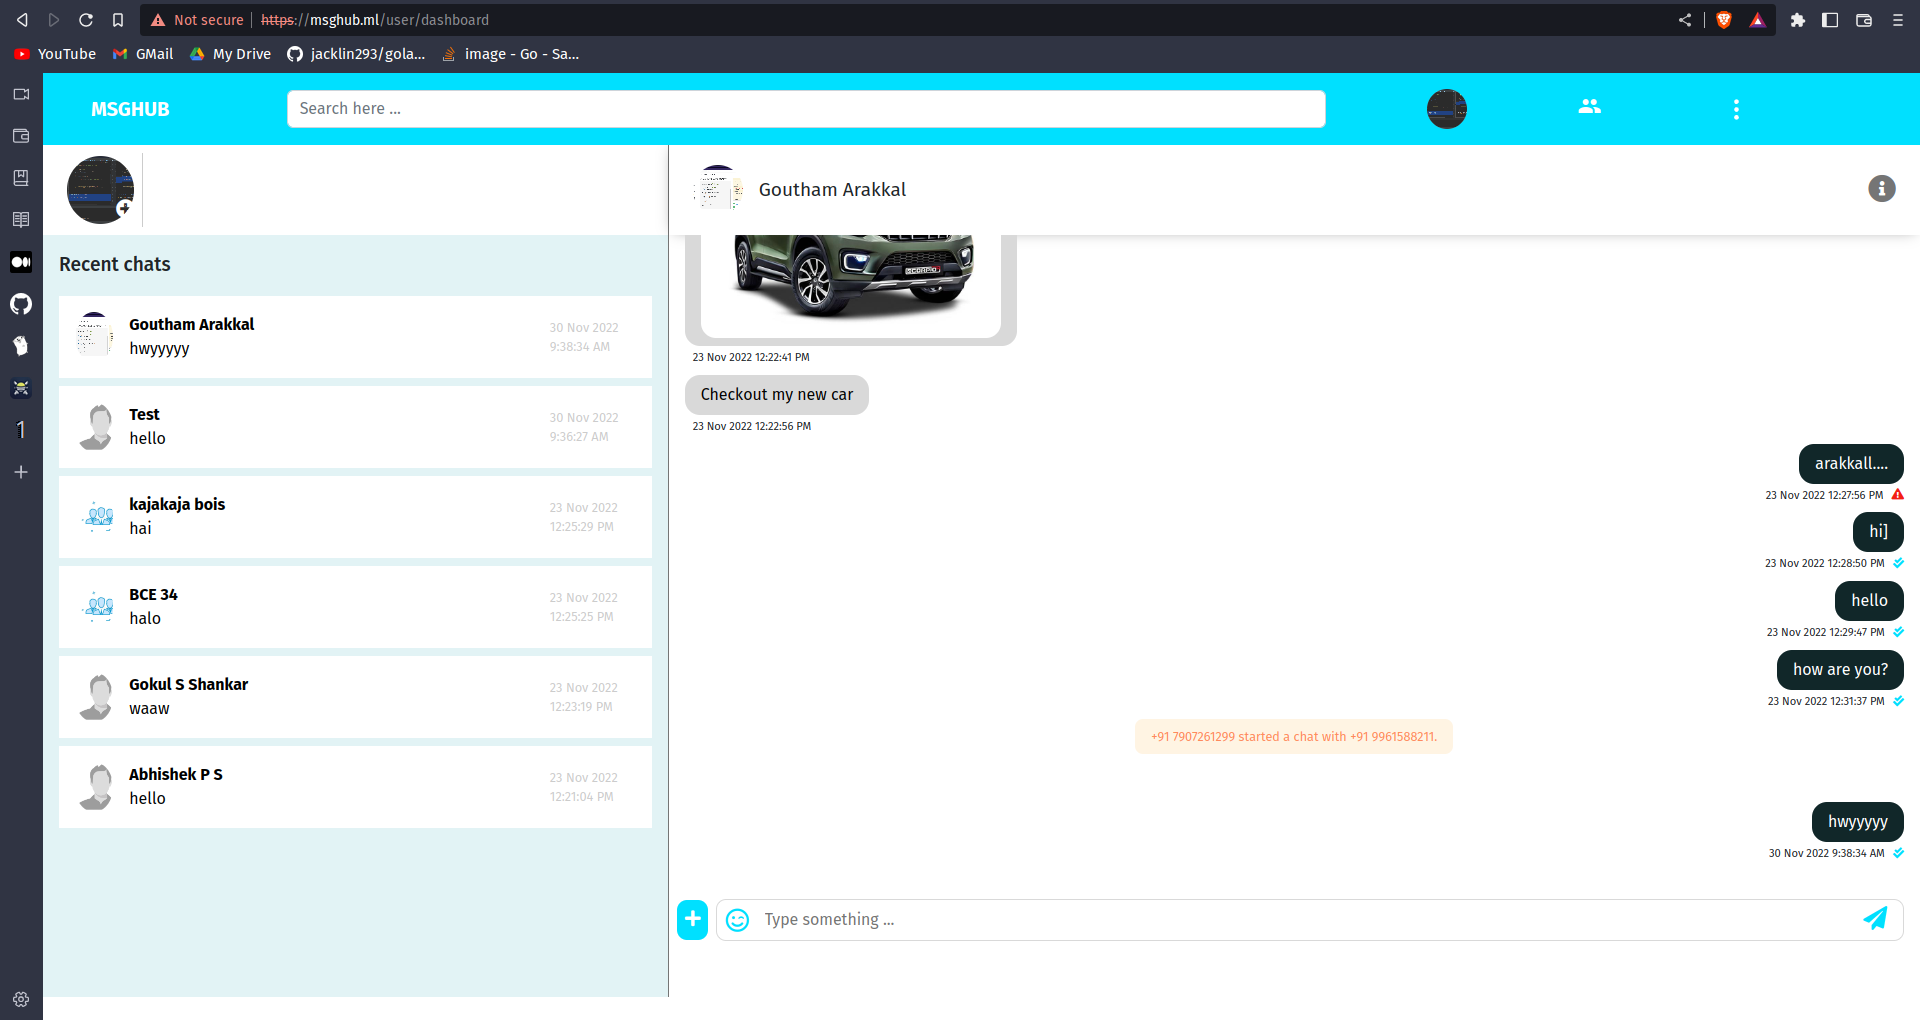 Not secure https://msghub.ml/user/dashboard
YouTube GMail My Drive jacklin293/gola... image - Go - Sa...
MSGHUB Search here ...
Goutham Arakkal
Recent chats
Goutham Arakkal
hwyyyyy
30 Nov 2022
9:38:34 AM
Test
hello
30 Nov 2022
9:36:27 AM
kajakaja bois
hai
23 Nov 2022
12:25:29 PM
BCE 34
halo
23 Nov 2022
12:25:25 PM
Gokul S Shankar
waaw
23 Nov 2022
12:23:19 PM
Abhishek P S
hello
23 Nov 2022
12:21:04 PM
SCORPIO
23 Nov 2022 12:22:41 PM
Checkout my new car
23 Nov 2022 12:22:56 PM
arakkall....
23 Nov 2022 12:27:56 PM
hi]
23 Nov 2022 12:28:50 PM
hello
23 Nov 2022 12:29:47 PM
how are you?
23 Nov 2022 12:31:37 PM
+91 7907261299 started a chat with +91 9961588211.
hwyyyyy
30 Nov 2022 9:38:34 AM
Type something ...